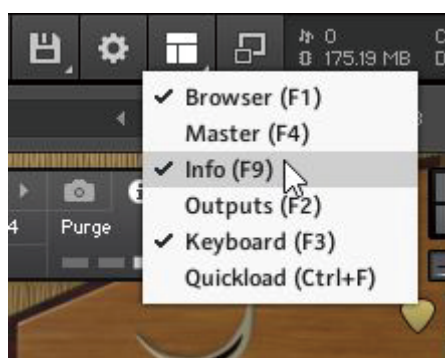 0
175.19 MB
Browser (F1)
Master (F4)
Info (F9)
Outputs (F2)
Keyboard (F3)
Quickload (Ctrl+F)
4
Purge